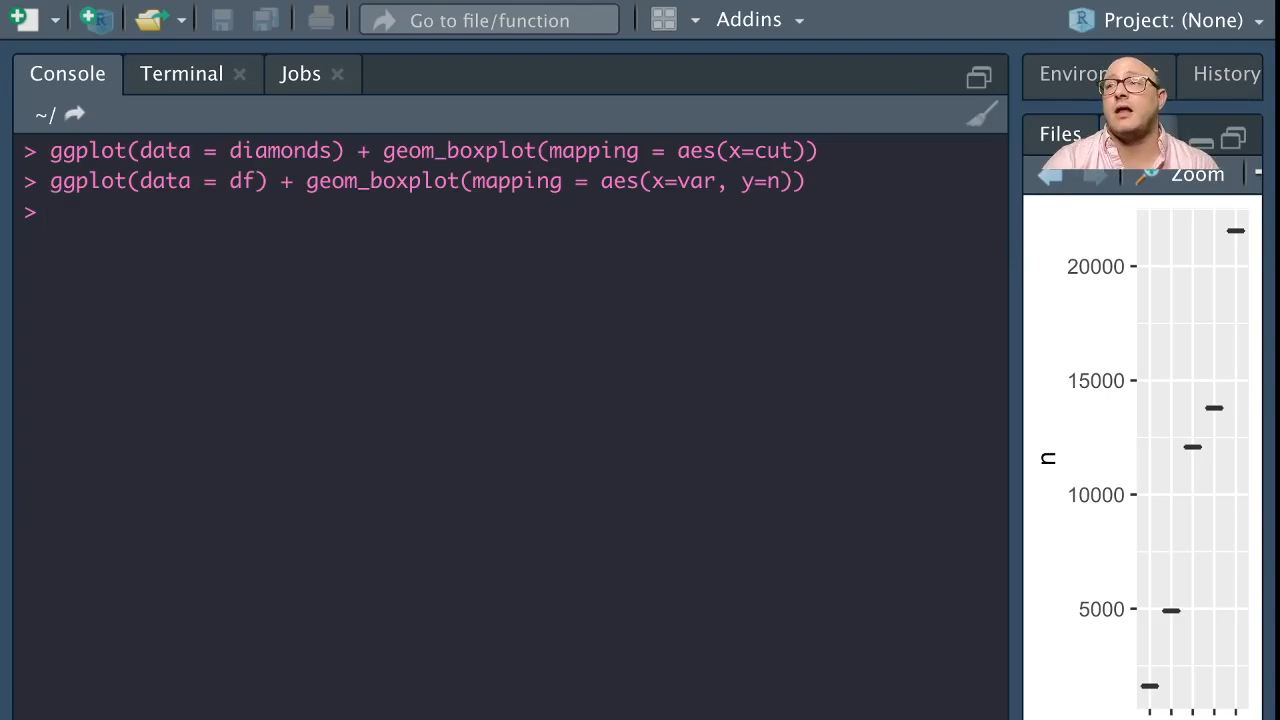 Go to file/function
Addins
Project: (None)
Console
Terminal
Jobs
History
~/
Files
Zoom
> ggplot(data = diamonds) + geom_boxplot(mapping = aes(x=cut))
> ggplot(data = df) + geom_boxplot(mapping = aes(x=var, y=n))
>
20000
15000
n
10000
5000